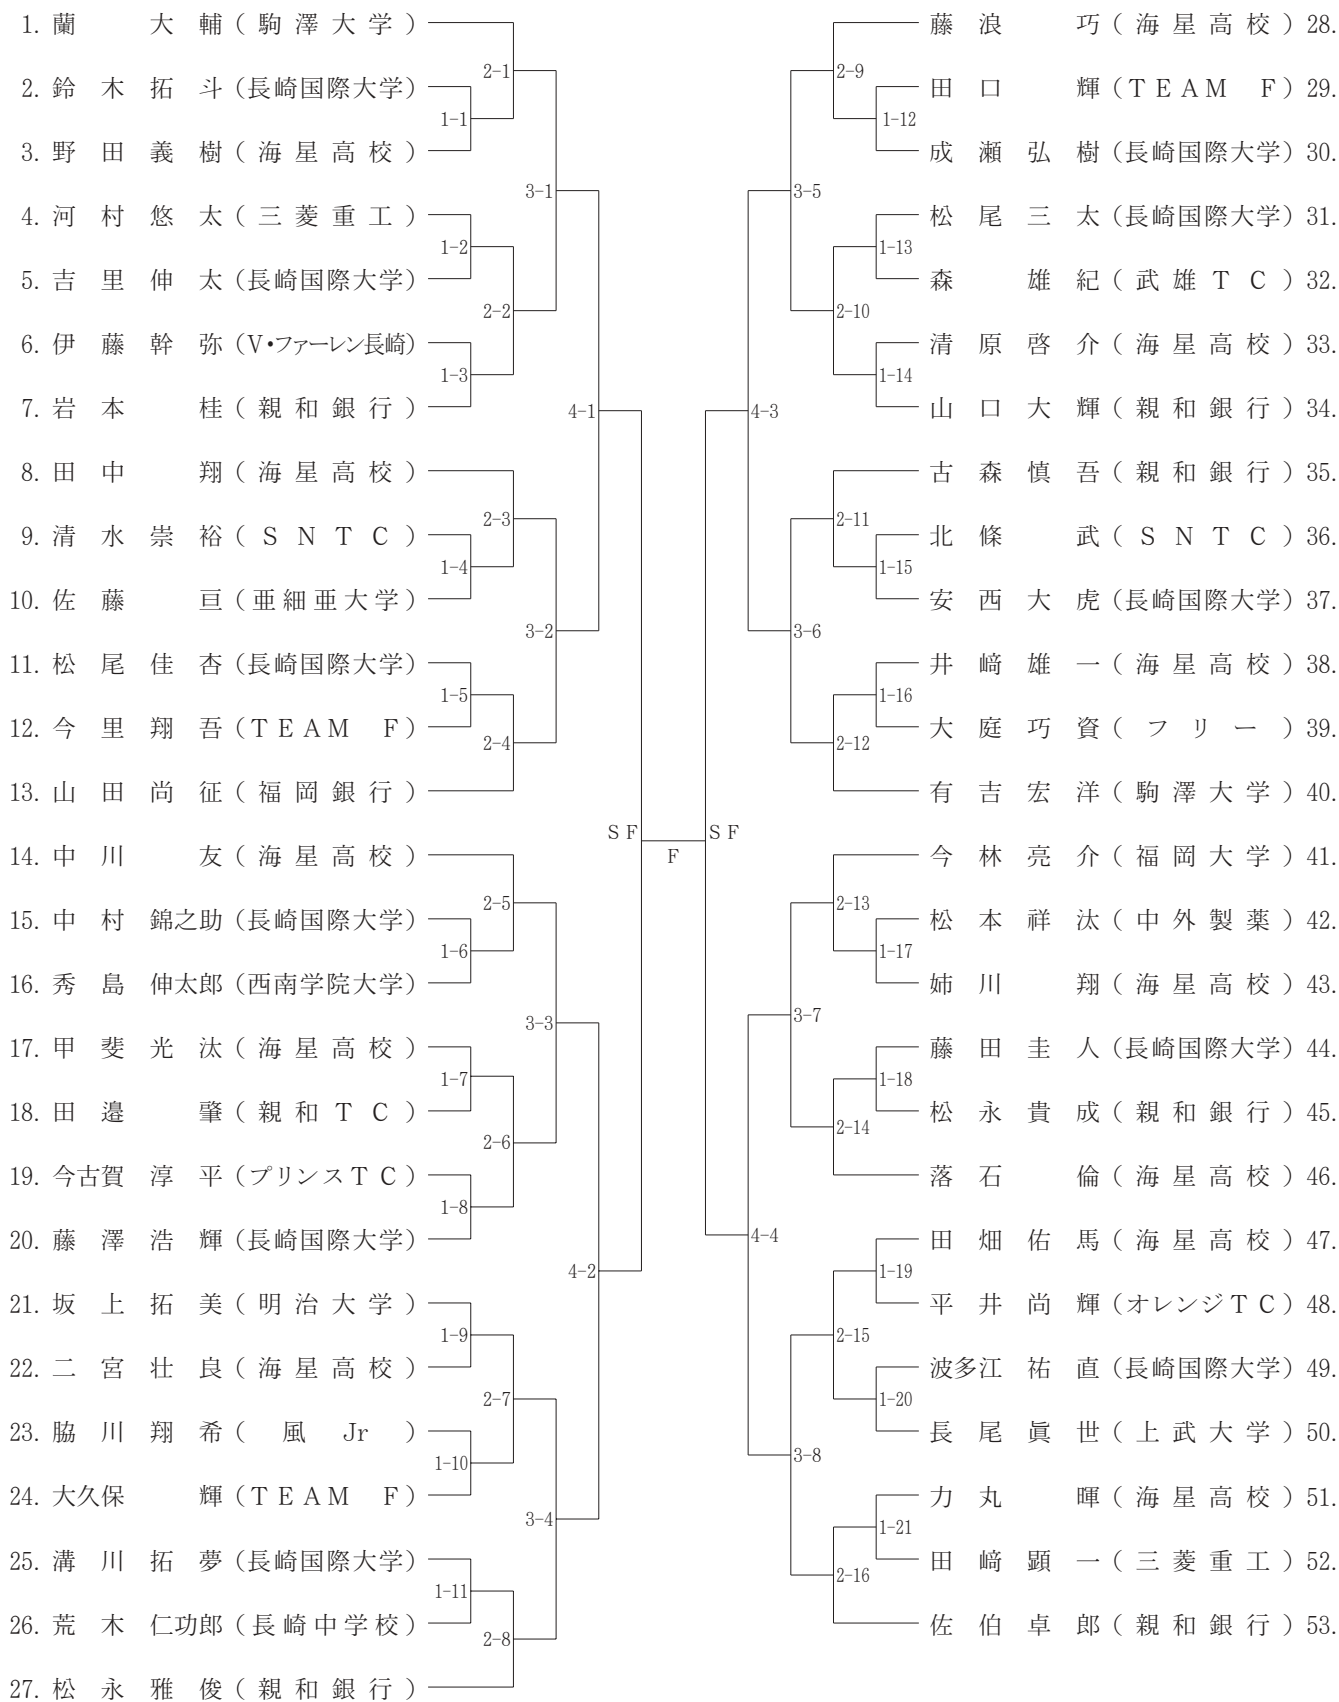 1. 蘭 大 輔 (駒 澤 大 学)
2. 鈴 木 拓 斗 (長崎国際大学)
3. 野 田 義 樹 (海 星 高 校)
4. 河 村 悠 太 (三 菱 重 工)
5. 吉 里 伸 太 (長崎国際大学)
6. 伊 藤 幹 弥 (V・ファーレン長崎)
7. 岩 本 桂 (親 和 銀 行)
8. 田 中 翔 (海 星 高 校)
9. 清 水 崇 裕 (S N T C)
10. 佐 藤 亘 (亜細亜大学)
11. 松 尾 佳 杏 (長崎国際大学)
12. 今 里 翔 吾 (TEAM F)
13. 山 田 尚 征 (福 岡 銀 行)
14. 中 川 友 (海 星 高 校)
15. 中 村 錦之助 (長崎国際大学)
16. 秀 島 伸太郎 (西南学院大学)
17. 甲 斐 光 汰 (海 星 高 校)
18. 田 邉 肇 (親 和 T C)
19. 今古賀 淳 平 (プリンスTC)
20. 藤 澤 浩 輝 (長崎国際大学)
21. 坂 上 拓 美 (明 治 大 学)
22. 二 宮 壮 良 (海 星 高 校)
23. 脇 川 翔 希 (風 Jr)
24. 大久保 輝 (TEAM F)
25. 溝 川 拓 夢 (長崎国際大学)
26. 荒 木 仁功郎 (長崎中学校)
27. 松 永 雅 俊 (親 和 銀 行)
1-1
1-2
1-3
1-4
1-5
1-6
1-7
1-8
1-9
1-10
1-11
2-1
2-2
2-3
2-4
2-5
2-6
2-7
2-8
3-1
3-2
3-3
3-4
4-1
4-2
SF
F
SF
4-3
4-4
3-5
3-6
3-7
3-8
2-9
2-10
2-11
2-12
2-13
2-14
2-15
2-16
1-12
1-13
1-14
1-15
1-16
1-17
1-18
1-19
1-20
1-21
藤 浪 巧 (海 星 高 校) 28.
田 口 輝 (TEAM F) 29.
成 瀬 弘 樹 (長崎国際大学) 30.
松 尾 三 太 (長崎国際大学) 31.
森 雄 紀 (武 雄 T C) 32.
清 原 啓 介 (海 星 高 校) 33.
山 口 大 輝 (親 和 銀 行) 34.
古 森 慎 吾 (親 和 銀 行) 35.
北 條 武 (S N T C) 36.
安 西 大 虎 (長崎国際大学) 37.
井 﨑 雄 一 (海 星 高 校) 38.
大 庭 巧 資 (フ リ ー) 39.
有 吉 宏 洋 (駒 澤 大 学) 40.
今 林 亮 介 (福 岡 大 学) 41.
松 本 祥 汰 (中 外 製 薬) 42.
姉 川 翔 (海 星 高 校) 43.
藤 田 圭 人 (長崎国際大学) 44.
松 永 貴 成 (親 和 銀 行) 45.
落 石 倫 (海 星 高 校) 46.
田 畑 佑 馬 (海 星 高 校) 47.
平 井 尚 輝 (オレンジTC) 48.
波多江 祐 直 (長崎国際大学) 49.
長 尾 眞 世 (上 武 大 学) 50.
力 丸 暉 (海 星 高 校) 51.
田 﨑 顕 一 (三 菱 重 工) 52.
佐 伯 卓 郎 (親 和 銀 行) 53.